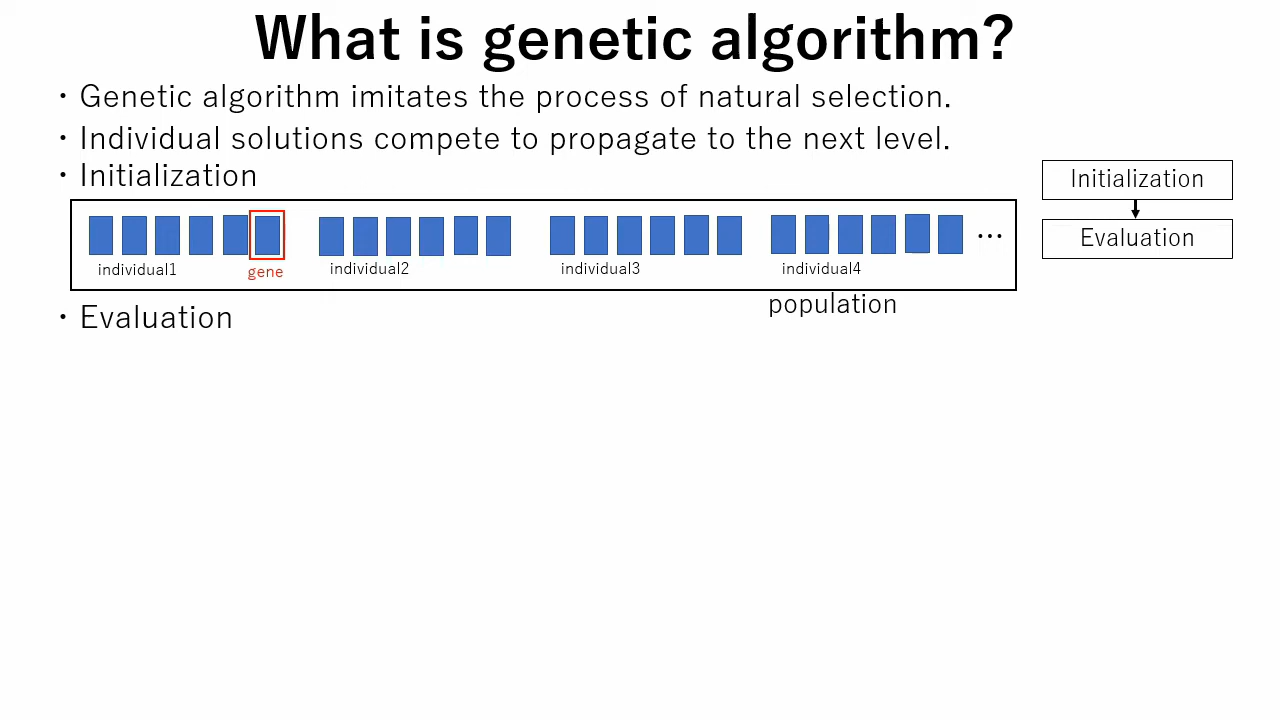 What is genetic algorithm?
・Genetic algorithm imitates the process of natural selection.
・Individual solutions compete to propagate to the next level.
・Initialization
Initialization
Evaluation
individual1 gene individual2 individual3 individual4 …
population
・Evaluation